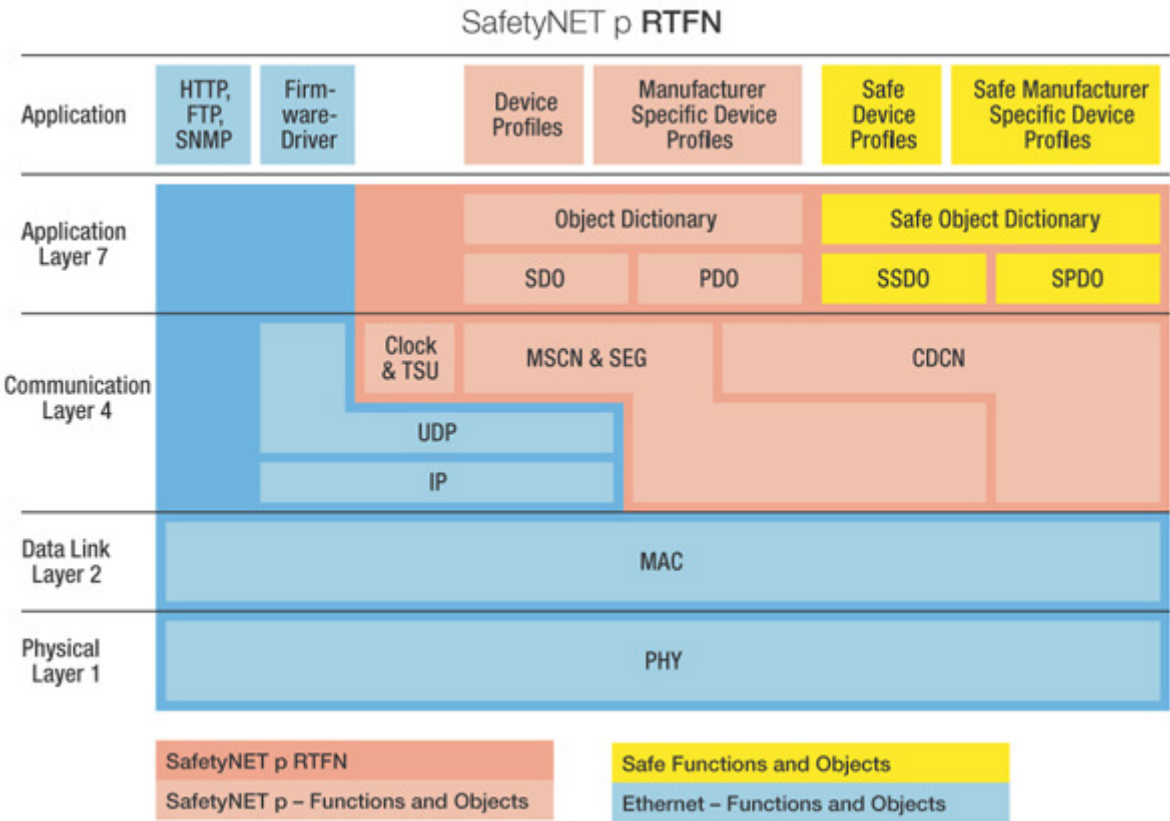 SafetyNET p RTFN
Application
HTTP,
FTP,
SNMP
Firm-
ware-
Driver
Device
Profiles
Manufacturer
Specific Device
Profiles
Safe
Device
Profiles
Safe Manufacturer
Specific Device
Profiles
Application
Layer 7
Object Dictionary
Safe Object Dictionary
SDO
PDO
SSDO
SPDO
Communication
Layer 4
Clock
& TSU
MSCN & SEG
CDCN
UDP
IP
Data Link
Layer 2
MAC
Physical
Layer 1
PHY
SafetyNET p RTFN
SafetyNET p – Functions and Objects
Safe Functions and Objects
Ethernet – Functions and Objects